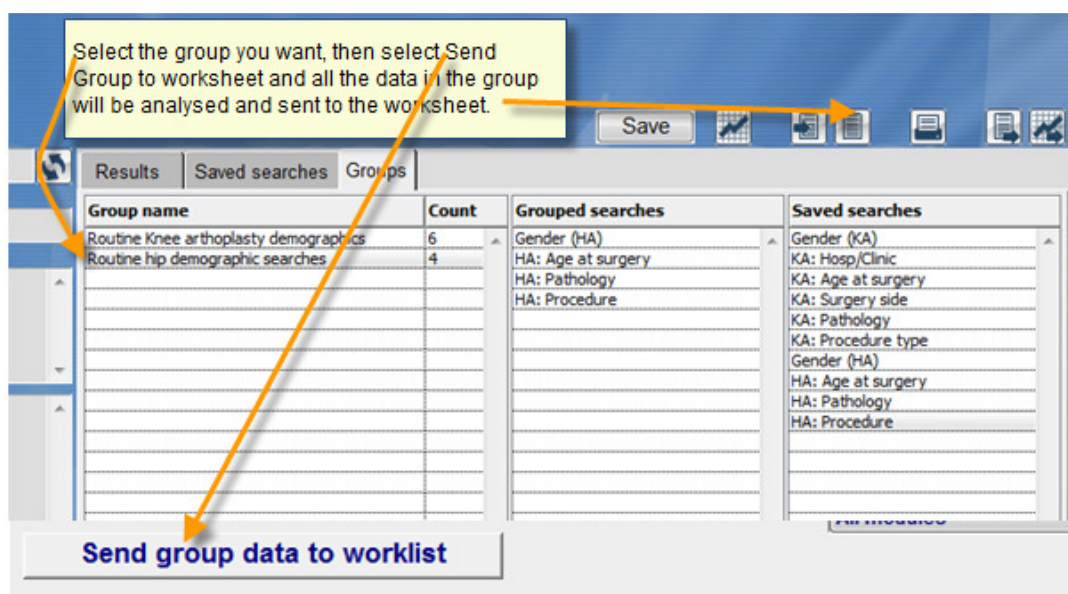 Select the group you want, then select Send
Group to worksheet and all the data in the group
will be analysed and sent to the worksheet.
Save
Results Saved searches Groups
Group name Count Grouped searches Saved searches
Routine Knee arthoplasty demographics 6 Gender (HA) Gender (KA)
Routine hip demographic searches 4 HA: Age at surgery KA: Hosp/Clinic
HA: Pathology KA: Age at surgery
HA: Procedure KA: Surgery side
KA: Pathology
KA: Procedure type
Gender (HA)
HA: Age at surgery
HA: Pathology
HA: Procedure
All modules
Send group data to worklist